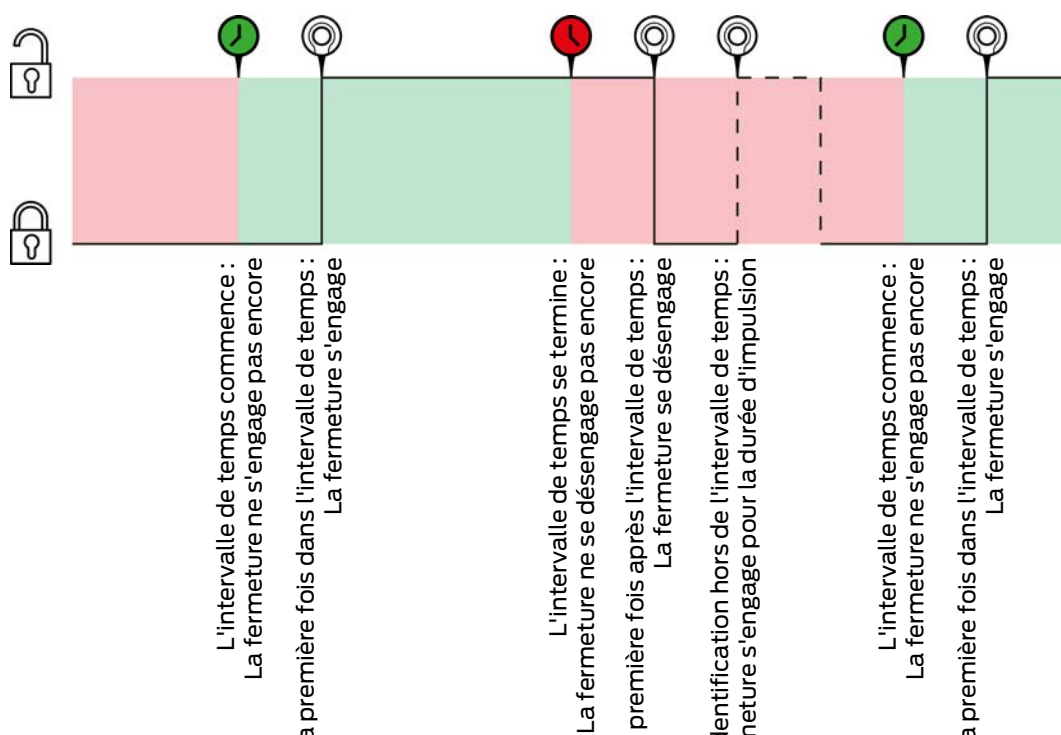 L'intervalle de temps commence :
La fermeture ne s'engage pas encore
première fois dans l'intervalle de temps :
La fermeture s'engage
L'intervalle de temps se termine :
La fermeture ne se désengage pas encore
première fois après l'intervalle de temps :
La fermeture se désengage
hors de l'intervalle de temps :
s'engage pour la durée d'impulsion
L'intervalle de temps commence :
La fermeture ne s'engage pas encore
première fois dans l'intervalle de temps :
La fermeture s'engage